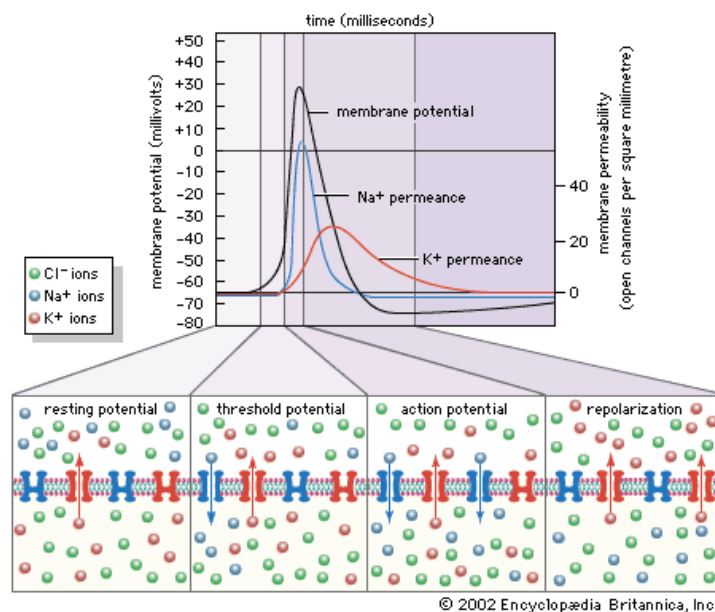 time (milliseconds)
+50
+40
+30
+20
+10
0
-10
-20
-30
-40
-50
-60
-70
-80
membrane potential (millivolts)
membrane potential
Na+ permeance
K+ permeance
40
20
0
membrane permeability
(open channels per square millimetre)
Cl– ions
Na+ ions
K+ ions
resting potential
threshold potential
action potential
repolarization
© 2002 Encyclopædia Britannica, Inc